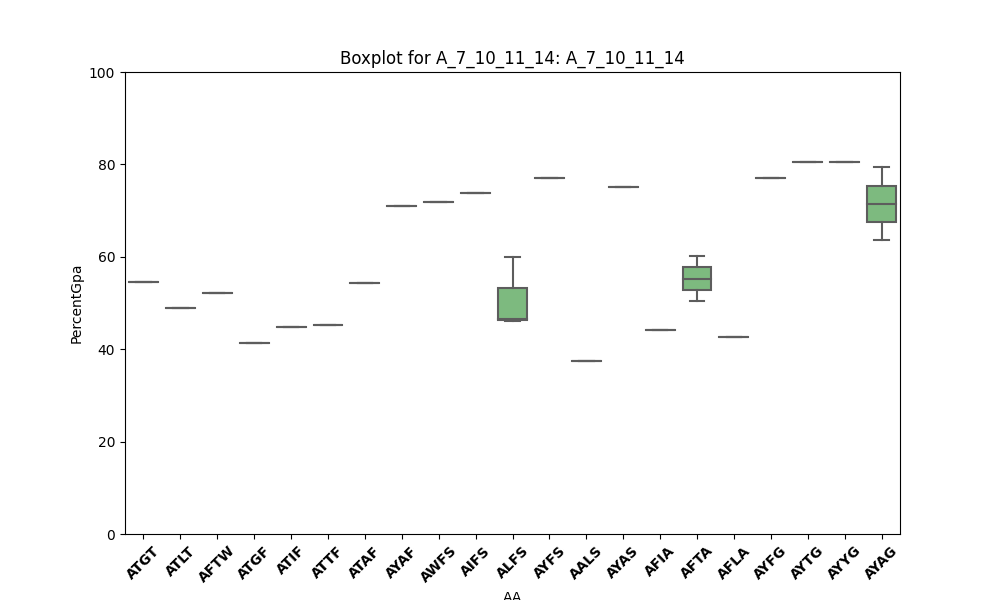 Boxplot for A_7_10_11_14: A_7_10_11_14
100
80
60
40
20
0
PercentGpa
ATGT ATLT AFTW ATGF ATIF ATTF ATAF AYAF AWFS AIFS ALFS AYFS AALS AYAS AFIA AFTA AFLA AYFG AYTG AYYG AYAG
AA